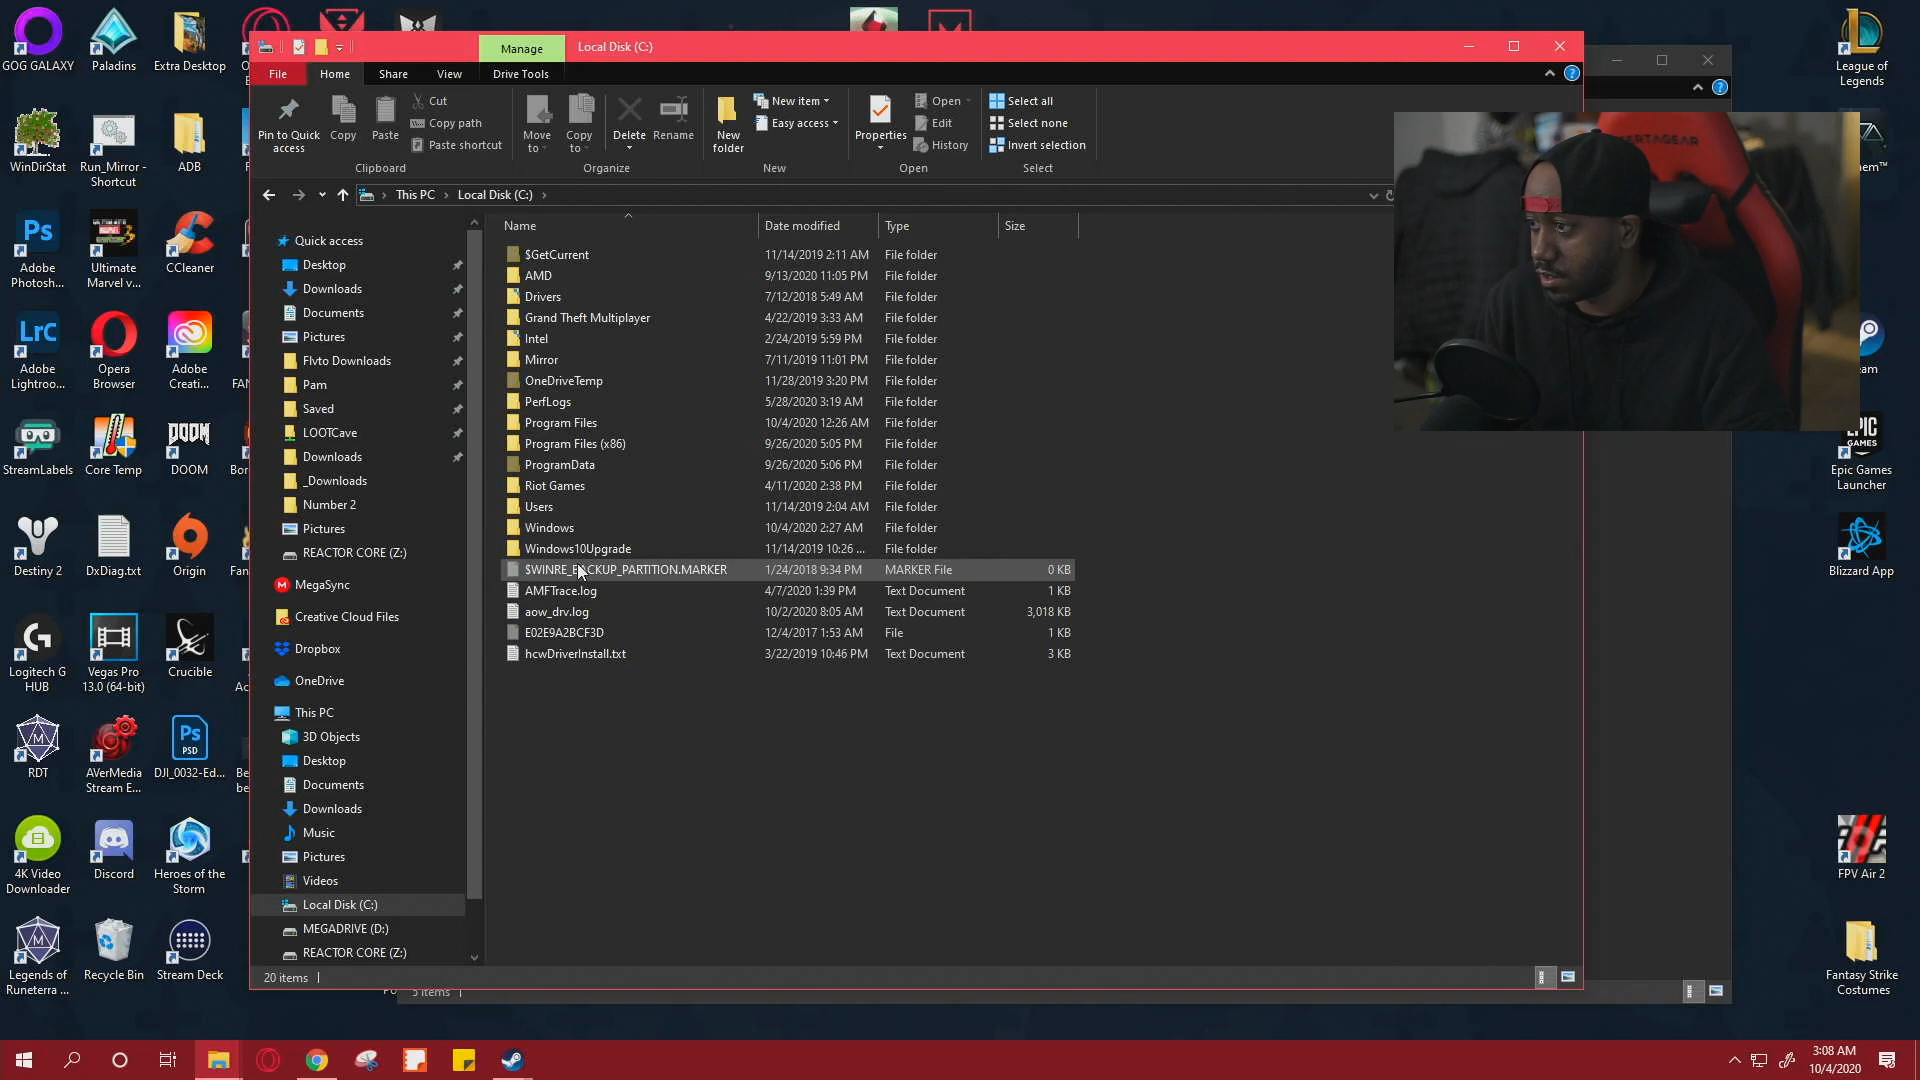 GOG GALAXY
Paladins
Extra Desktop
WinDirStat
Run_Mirror - Shortcut
ADB
Adobe Photosh...
Ultimate Marvel v...
CCleaner
Adobe Lightroo...
Opera Browser
Adobe Creati...
StreamLabels
Core Temp
DOOM
Destiny 2
DxDiag.txt
Origin
Logitech G HUB
Vegas Pro 13.0 (64-bit)
Crucible
RDT
AVerMedia Stream E...
DJI_0032-Ed...
4K Video Downloader
Discord
Heroes of the Storm
Legends of Runeterra ...
Recycle Bin
Stream Deck
Manage
Local Disk (C:)
File
Home
Share
View
Drive Tools
Pin to Quick access
Copy
Paste
Cut
Copy path
Paste shortcut
Clipboard
Move to
Copy to
Delete
Rename
Organize
New folder
New item
Easy access
New
Properties
Open
Edit
History
Open
Select all
Select none
Invert selection
Select
This PC
Local Disk (C:)
Quick access
Desktop
Downloads
Documents
Pictures
Flvto Downloads
Pam
Saved
LOOTCave
Downloads
_Downloads
Number 2
Pictures
REACTOR CORE (Z:)
MegaSync
Creative Cloud Files
Dropbox
OneDrive
This PC
3D Objects
Desktop
Documents
Downloads
Music
Pictures
Videos
Local Disk (C:)
MEGADRIVE (D:)
REACTOR CORE (Z:)
Name Date modified Type Size
$GetCurrent 11/14/2019 2:11 AM File folder
AMD 9/13/2020 11:05 PM File folder
Drivers 7/12/2018 5:49 AM File folder
Grand Theft Multiplayer 4/22/2019 3:33 AM File folder
Intel 2/24/2019 5:59 PM File folder
Mirror 7/11/2019 11:01 PM File folder
OneDriveTemp 11/28/2019 3:20 PM File folder
PerfLogs 5/28/2020 3:19 AM File folder
Program Files 10/4/2020 12:26 AM File folder
Program Files (x86) 9/26/2020 5:05 PM File folder
ProgramData 9/26/2020 5:06 PM File folder
Riot Games 4/11/2020 2:38 PM File folder
Users 11/14/2019 2:04 AM File folder
Windows 10/4/2020 2:27 AM File folder
Windows10Upgrade 11/14/2019 10:26 ... File folder
$WINRE_BACKUP_PARTITION.MARKER 1/24/2018 9:34 PM MARKER File 0 KB
AMFTrace.log 4/7/2020 1:39 PM Text Document 1 KB
aow_drv.log 10/2/2020 8:05 AM Text Document 3,018 KB
E02E9A2BCF3D 12/4/2017 1:53 AM File 1 KB
hcwDriverInstall.txt 3/22/2019 10:46 PM Text Document 3 KB
20 items
5 items
League of Legends
Epic Games Launcher
Blizzard App
FPV Air 2
Fantasy Strike Costumes
3:08 AM
10/4/2020